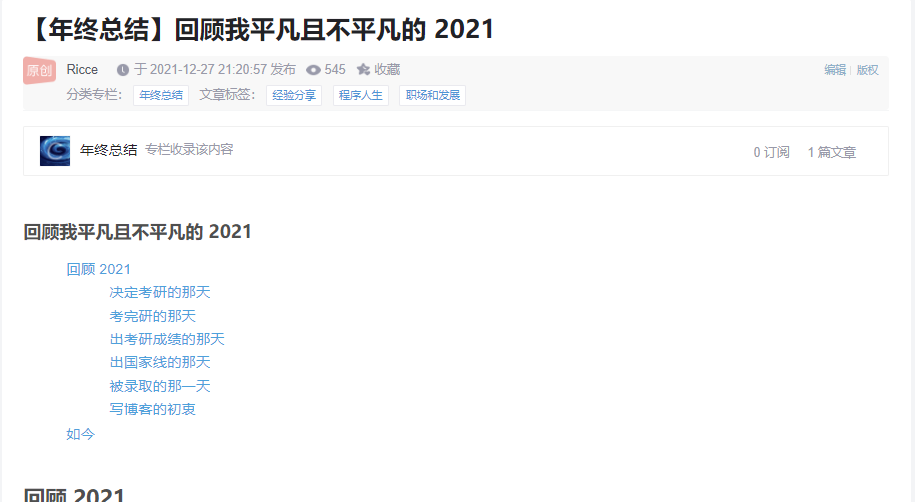 【年终总结】回顾我平凡且不平凡的 2021
原创 Ricce 于 2021-12-27 21:20:57 发布 545 收藏 编辑 版权
分类专栏： 年终总结 文章标签： 经验分享 程序人生 职场和发展
年终总结 专栏收录该内容 0 订阅 1 篇文章
回顾我平凡且不平凡的 2021
回顾 2021
决定考研的那天
考完研的那天
出考研成绩的那天
出国家线的那天
被录取的那一天
写博客的初衷
如今
回顾 2021